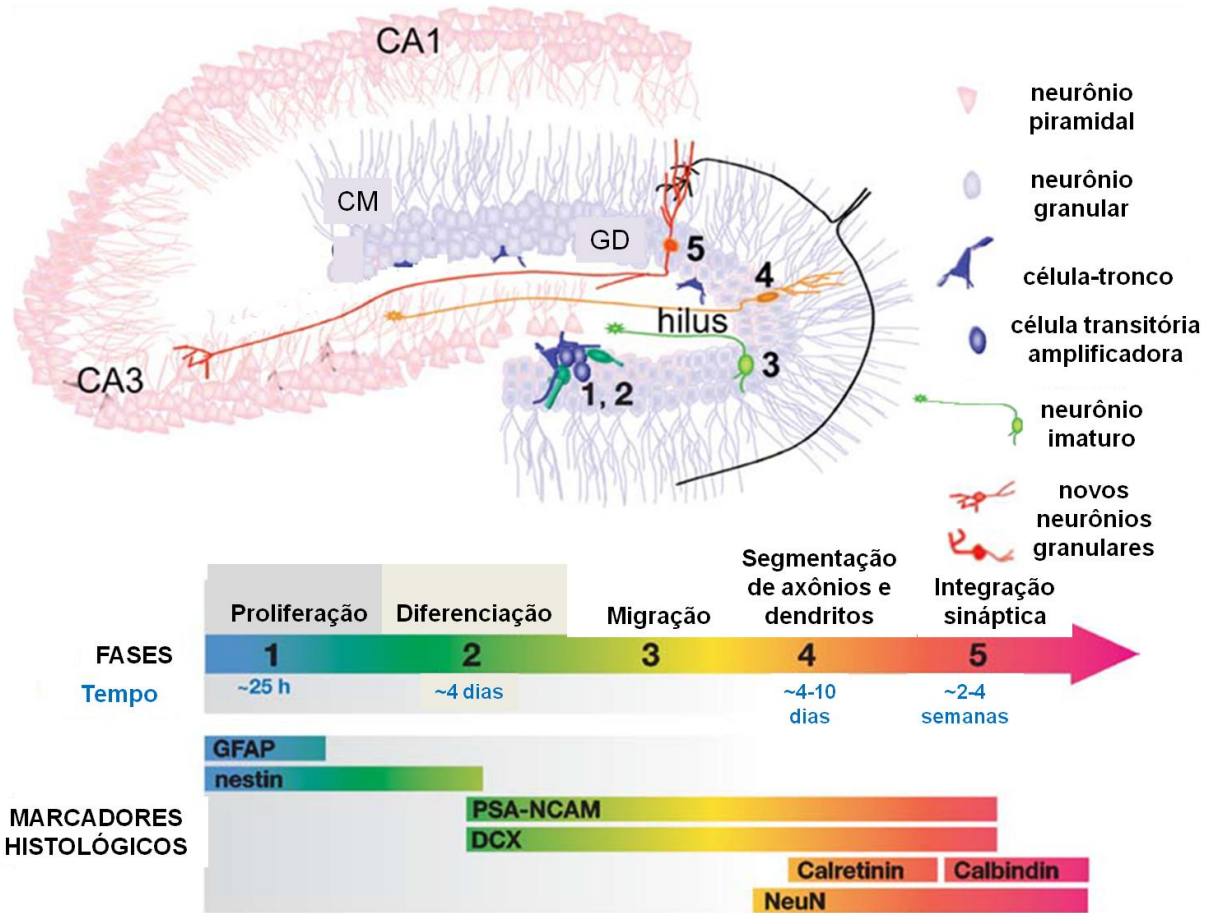 CA1
CM
GD
5
4
hilus
3
CA3
1, 2
neurônio
piramidal
neurônio
granular
célula-tronco
célula transitória
amplificadora
neurônio
imaturo
novos
neurônios
granulares
Proliferação
Diferenciação
Migração
Segmentação
de axônios e
dendritos
Integração
sináptica
FASES
1
2
3
4
5
Tempo
~25 h
~4 dias
~4-10
dias
~2-4
semanas
MARCADORES
HISTOLÓGICOS
GFAP
nestin
PSA-NCAM
DCX
Calretinin
Calbindin
NeuN